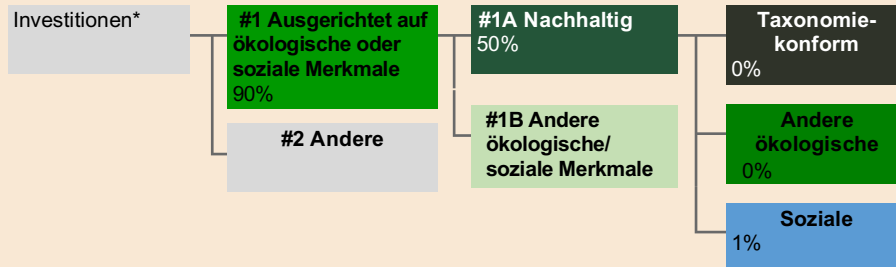 Investitionen*
#1 Ausgerichtet auf
ökologische oder
soziale Merkmale
90%
#2 Andere
#1A Nachhaltig
50%
#1B Andere
ökologische/
soziale Merkmale
Taxonomie-
konform
0%
Andere
ökologische
0%
Soziale
1%